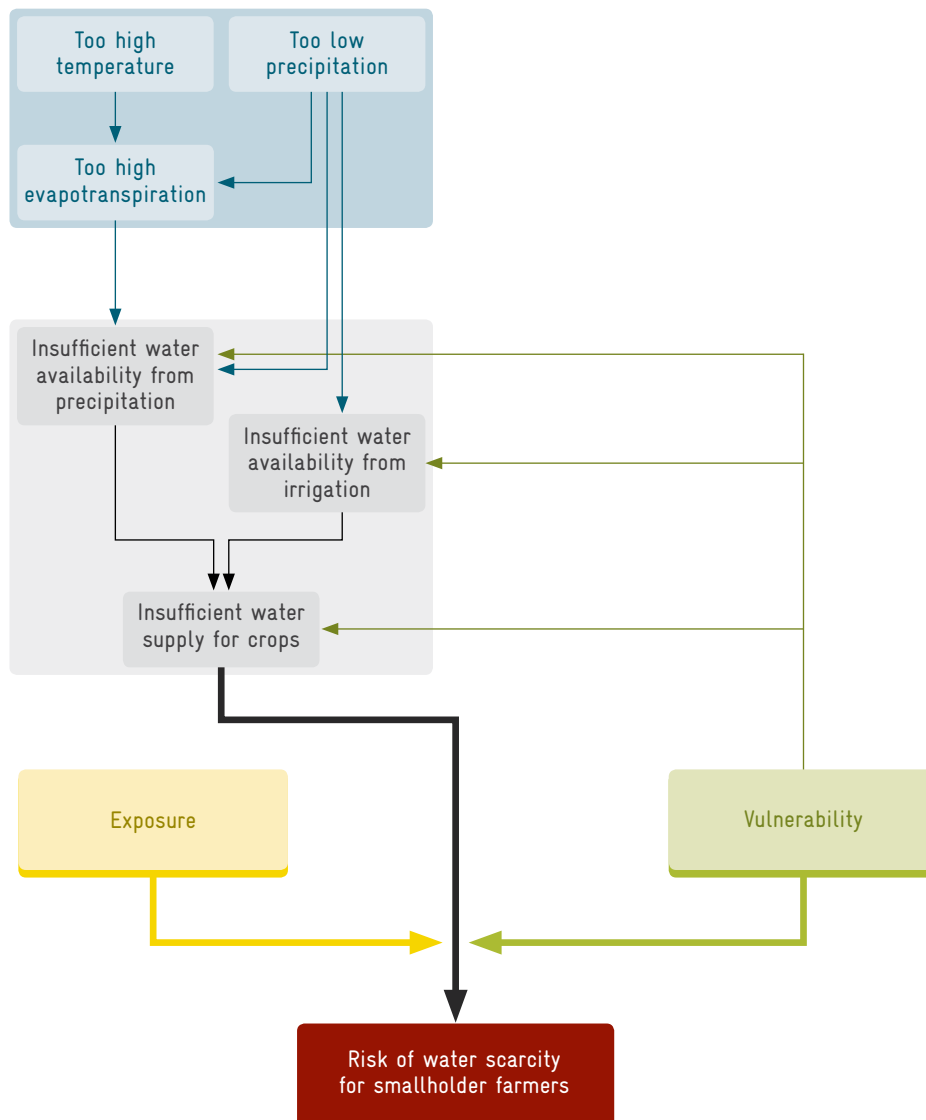 Too high
temperature
Too low
precipitation
Too high
evapotranspiration
Insufficient water
availability from
precipitation
Insufficient water
availability from
irrigation
Insufficient water
supply for crops
Exposure
Vulnerability
Risk of water scarcity
for smallholder farmers